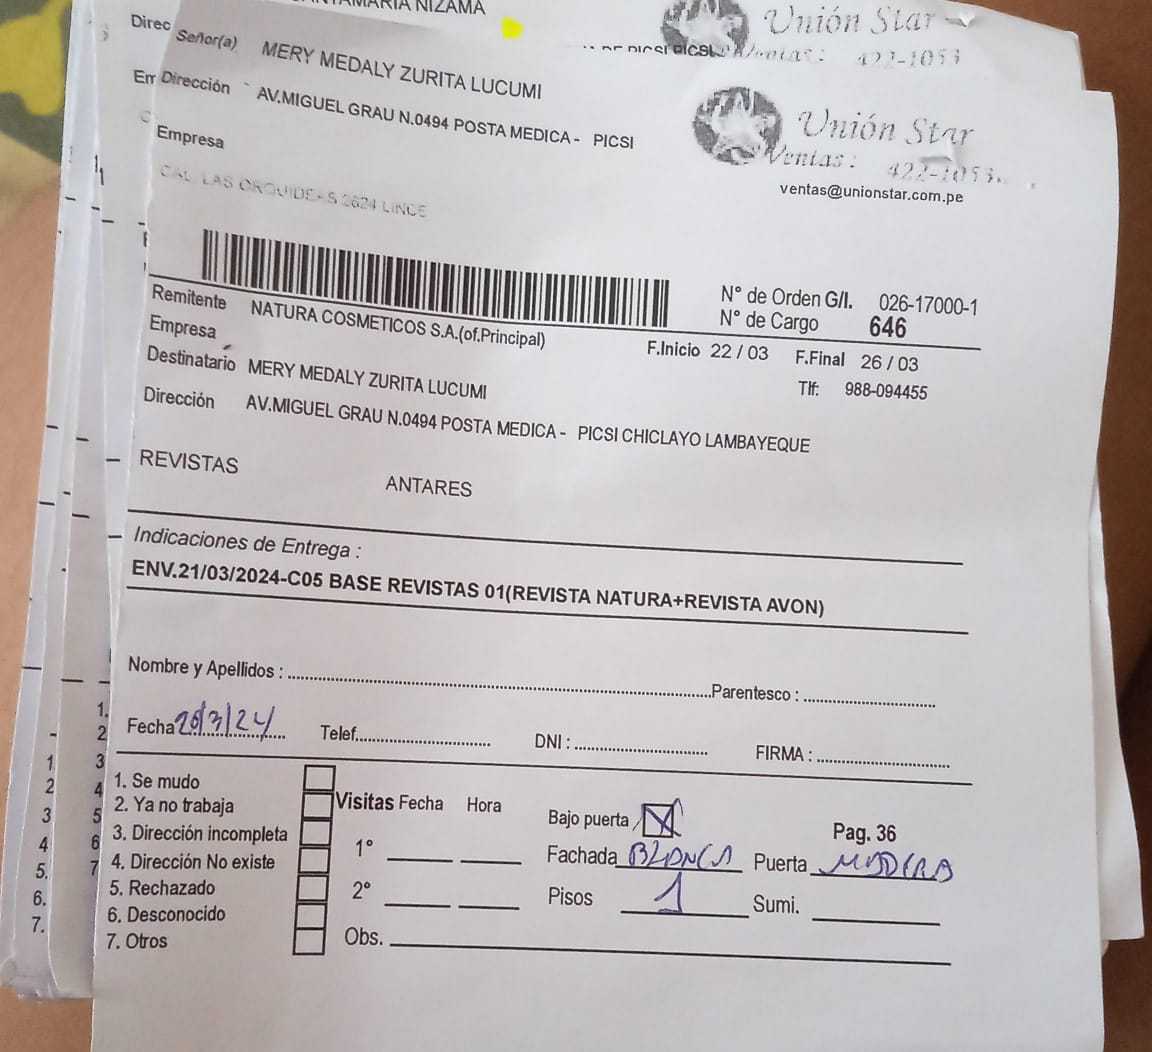 NIZAMA
Direc
Unión Star
Ventas: 422-1053
Señor(a) MERY MEDALY ZURITA LUCUMI
Em Dirección AV.MIGUEL GRAU N.0494 POSTA MEDICA - PICSI
Empresa
Unión Star
Ventas: 422-1053
ventas@unionstar.com.pe
CAL. LAS ORQUIDEAS 2624 LINCE
N° de Orden G/I. 026-17000-1
N° de Cargo 646
Remitente NATURA COSMETICOS S.A.(of.Principal)
Empresa
F.Inicio 22 / 03 F.Final 26 / 03
Destinatario MERY MEDALY ZURITA LUCUMI
Tlf: 988-094455
Dirección AV.MIGUEL GRAU N.0494 POSTA MEDICA - PICSI CHICLAYO LAMBAYEQUE
REVISTAS ANTARES
Indicaciones de Entrega :
ENV.21/03/2024-C05 BASE REVISTAS 01(REVISTA NATURA+REVISTA AVON)
Nombre y Apellidos : Parentesco :
Fecha Telef. DNI : FIRMA :
1. Se mudo
2. Ya no trabaja
3. Dirección incompleta
4. Dirección No existe
5. Rechazado
6. Desconocido
7. Otros
Visitas Fecha Hora
1°
2°
Obs.
Bajo puerta
Pag. 36
Fachada BLANCA Puerta MADERA
Pisos 1 Sumi.